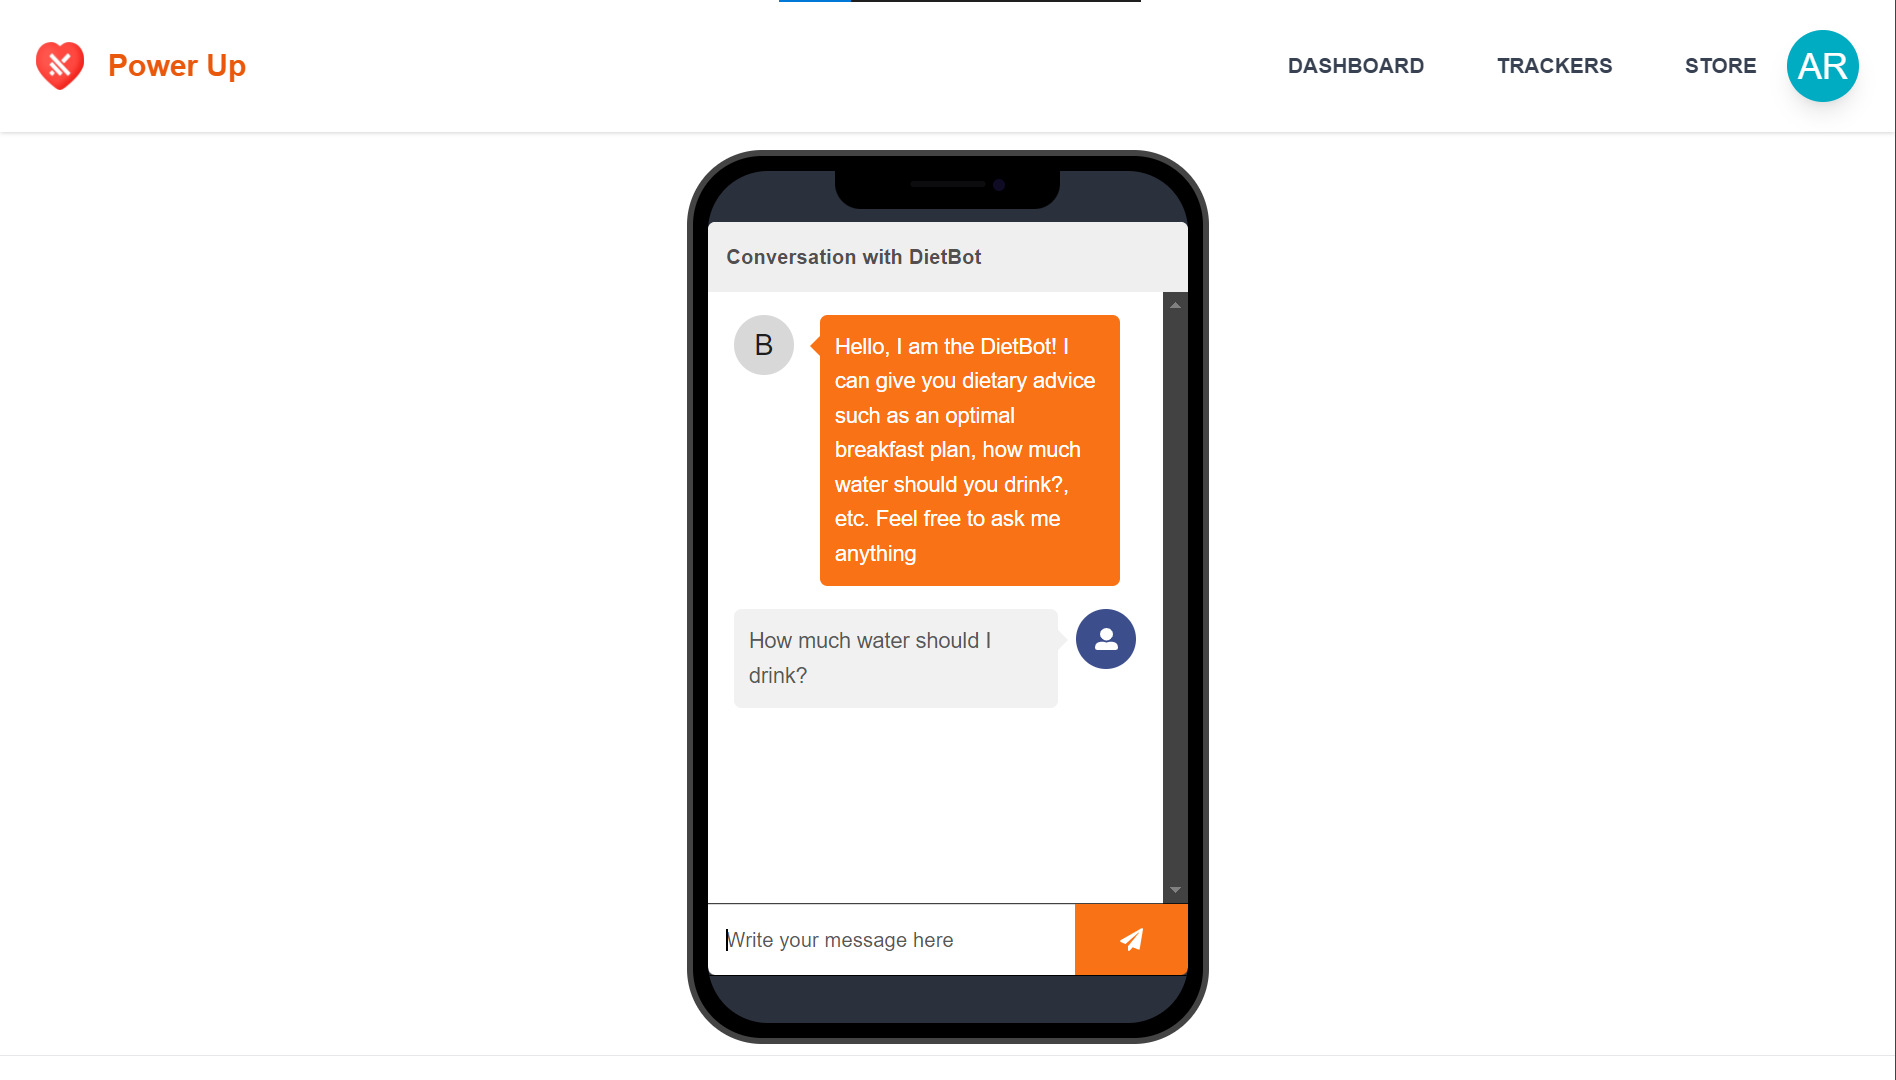 Power Up
DASHBOARD
TRACKERS
STORE
AR
Conversation with DietBot
B
Hello, I am the DietBot! I
can give you dietary advice
such as an optimal
breakfast plan, how much
water should you drink?,
etc. Feel free to ask me
anything
How much water should I
drink?
Write your message here